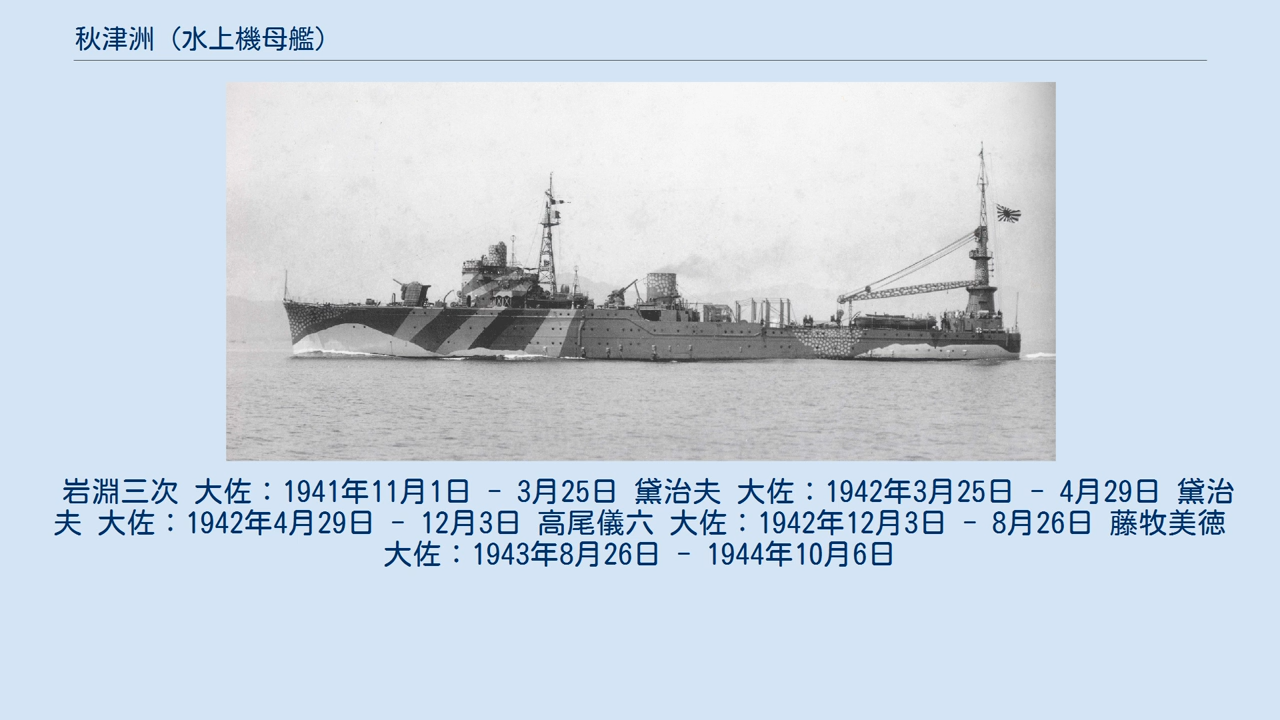 秋津洲（水上機母艦）
岩淵三次 大佐：1941年11月1日 - 3月25日 黛治夫 大佐：1942年3月25日 - 4月29日 黛治
夫 大佐：1942年4月29日 - 12月3日 高尾儀六 大佐：1942年12月3日 - 8月26日 藤牧美徳
大佐：1943年8月26日 - 1944年10月6日